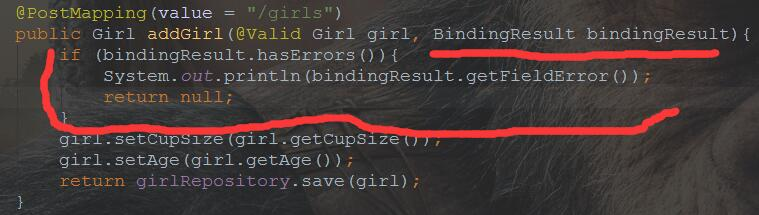 @PostMapping(value = "/girls")
public Girl addGirl(@Valid Girl girl, BindingResult bindingResult){
if (bindingResult.hasErrors()){
System.out.println(bindingResult.getFieldError());
return null;
}
girl.setCupSize(girl.getCupSize());
girl.setAge(girl.getAge());
return girlRepository.save(girl);
}